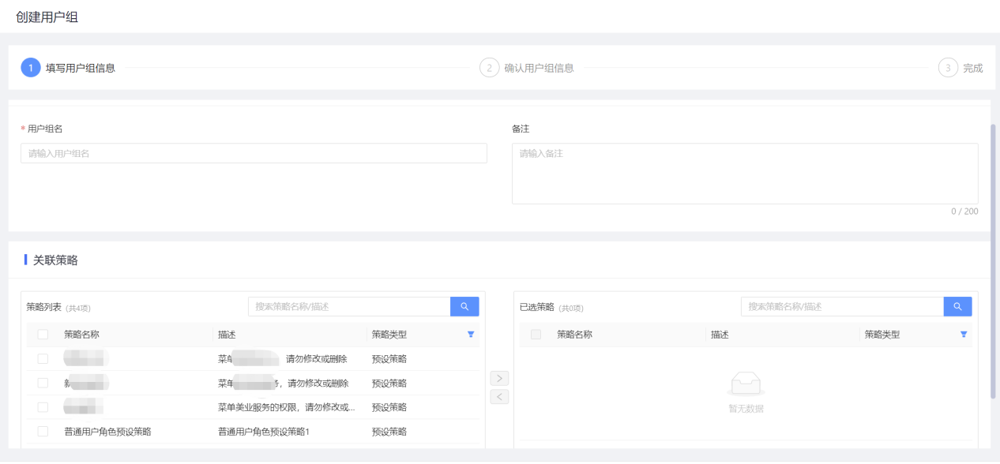 创建用户组
1 填写用户组信息 2 确认用户组信息 3 完成
* 用户组名
请输入用户组名
备注
请输入备注
0 / 200
关联策略
策略列表 (共4项) 搜索策略名称/描述
策略名称 描述 策略类型
菜单 请勿修改或删除 预设策略
菜单 ，请勿修改或删除 预设策略
菜单美业服务的权限，请勿修改或... 预设策略
普通用户角色预设策略 普通用户角色预设策略1 预设策略
> 
<
已选策略 (共0项) 搜索策略名称/描述
策略名称 描述 策略类型
暂无数据